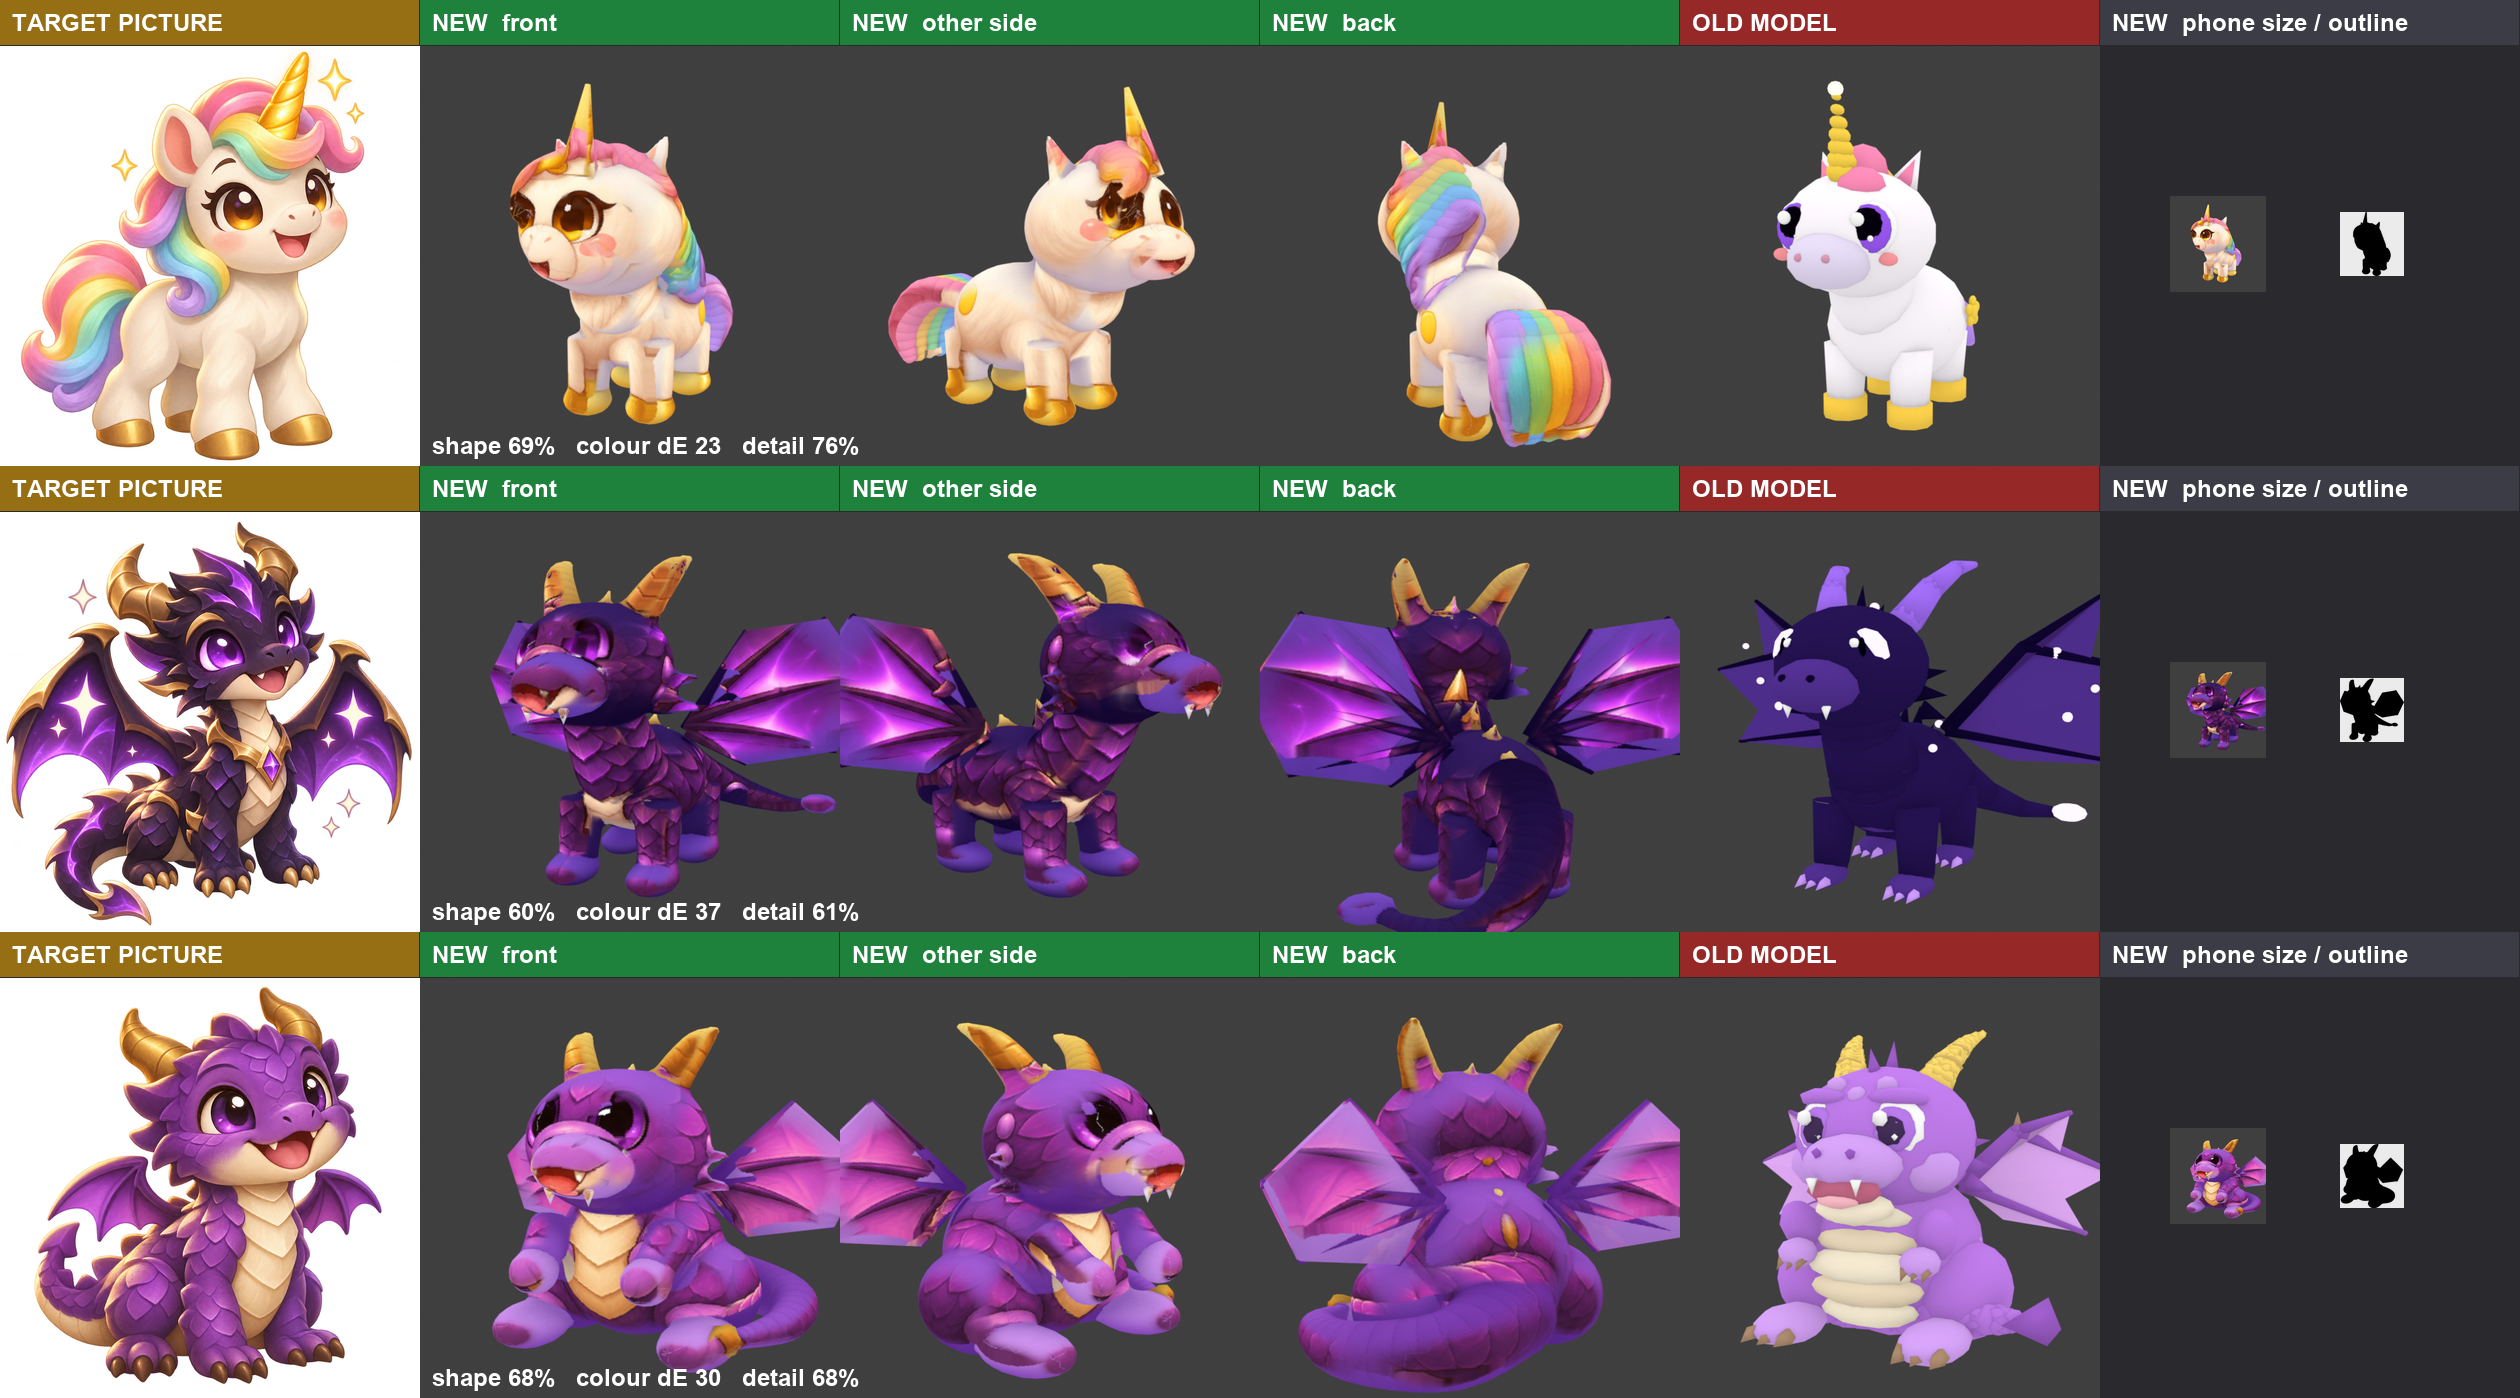 TARGET PICTURE
NEW front
NEW other side
NEW back
OLD MODEL
NEW phone size / outline
shape 69% colour dE 23 detail 76%
TARGET PICTURE
NEW front
NEW other side
NEW back
OLD MODEL
NEW phone size / outline
shape 60% colour dE 37 detail 61%
TARGET PICTURE
NEW front
NEW other side
NEW back
OLD MODEL
NEW phone size / outline
shape 68% colour dE 30 detail 68%